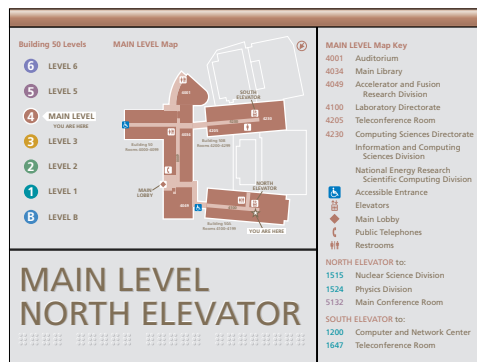 Building 50 Levels
6 LEVEL 6
5 LEVEL 5
4 MAIN LEVEL
YOU ARE HERE
3 LEVEL 3
2 LEVEL 2
1 LEVEL 1
B LEVEL B
MAIN LEVEL Map
4001
SOUTH
ELEVATOR
4034
Building 50
MAIN
LOBBY
4049
NORTH
ELEVATOR
YOU ARE HERE
MAIN LEVEL
NORTH ELEVATOR
MAIN LEVEL Map Key
4001 Auditorium
4034 Main Library
4049 Accelerator and Fusion
Research Division
4100 Laboratory Directorate
4205 Teleconference Room
4230 Computing Sciences Directorate
Information and Computing
Sciences Division
National Energy Research
Scientific Computing Division
Accessible Entrance
Elevators
Main Lobby
Public Telephones
Restrooms
NORTH ELEVATOR to:
1515 Nuclear Science Division
1524 Physics Division
5132 Main Conference Room
SOUTH ELEVATOR to:
1200 Computer and Network Center
1647 Teleconference Room